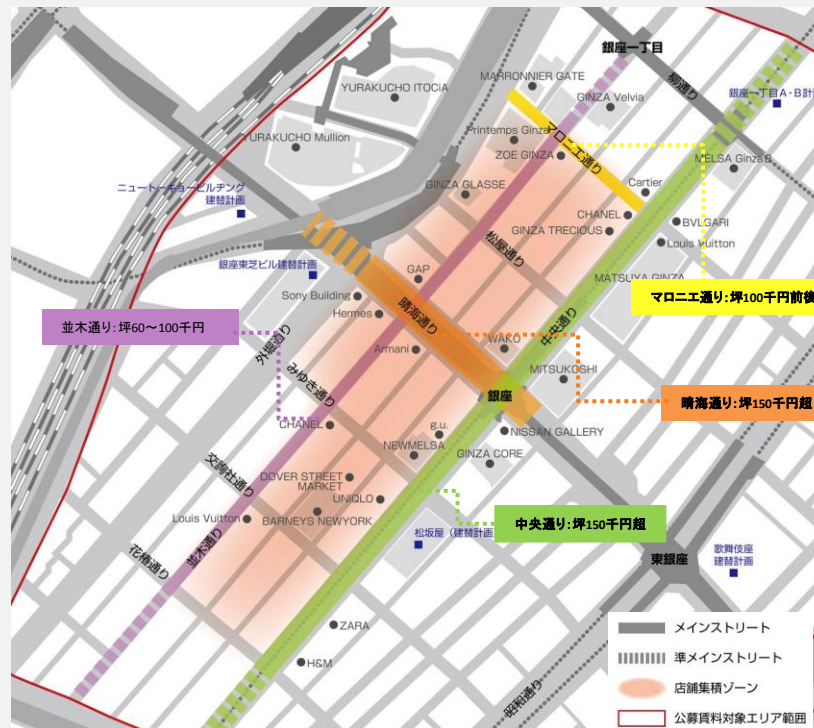 銀座一丁目
柳通り
MARRONNIER GATE
YURAKUCHO ITOCiA
GINZA Velvia
銀座一丁目A・B計
Printemps Ginza
マロニエ通り
YURAKUCHO Mullion
ZOE GINZA
MELSA Ginza2
ニュートーキョービルヂング
建替計画
GINZA GLASSE
Cartier
CHANEL
GINZA TRECIOUS
BVLGARI
Louis Vuitton
松屋通り
銀座東芝ビル建替計画
GAP
MATSUYA GINZA
マロニエ通り：坪100千円前後
Sony Building
Hermes
晴海通り
中央通り
並木通り：坪60～100千円
外堀通り
Armani
WAKO
MITSUKOSHI
みゆき通り
銀座
晴海通り：坪150千円超
CHANEL
g.u.
NISSAN GALLERY
NEWMELSA
GINZA CORE
交詢社通り
DOVER STREET
MARKET
UNIQLO
Louis Vuitton
BARNEYS NEWYORK
中央通り：坪150千円超
松坂屋（建替計画
並木通り
花椿通り
東銀座
歌舞伎座
建替計画
ZARA
H&M
昭和通り
メインストリート
準メインストリート
店舗集積ゾーン
公募賃料対象エリア範囲